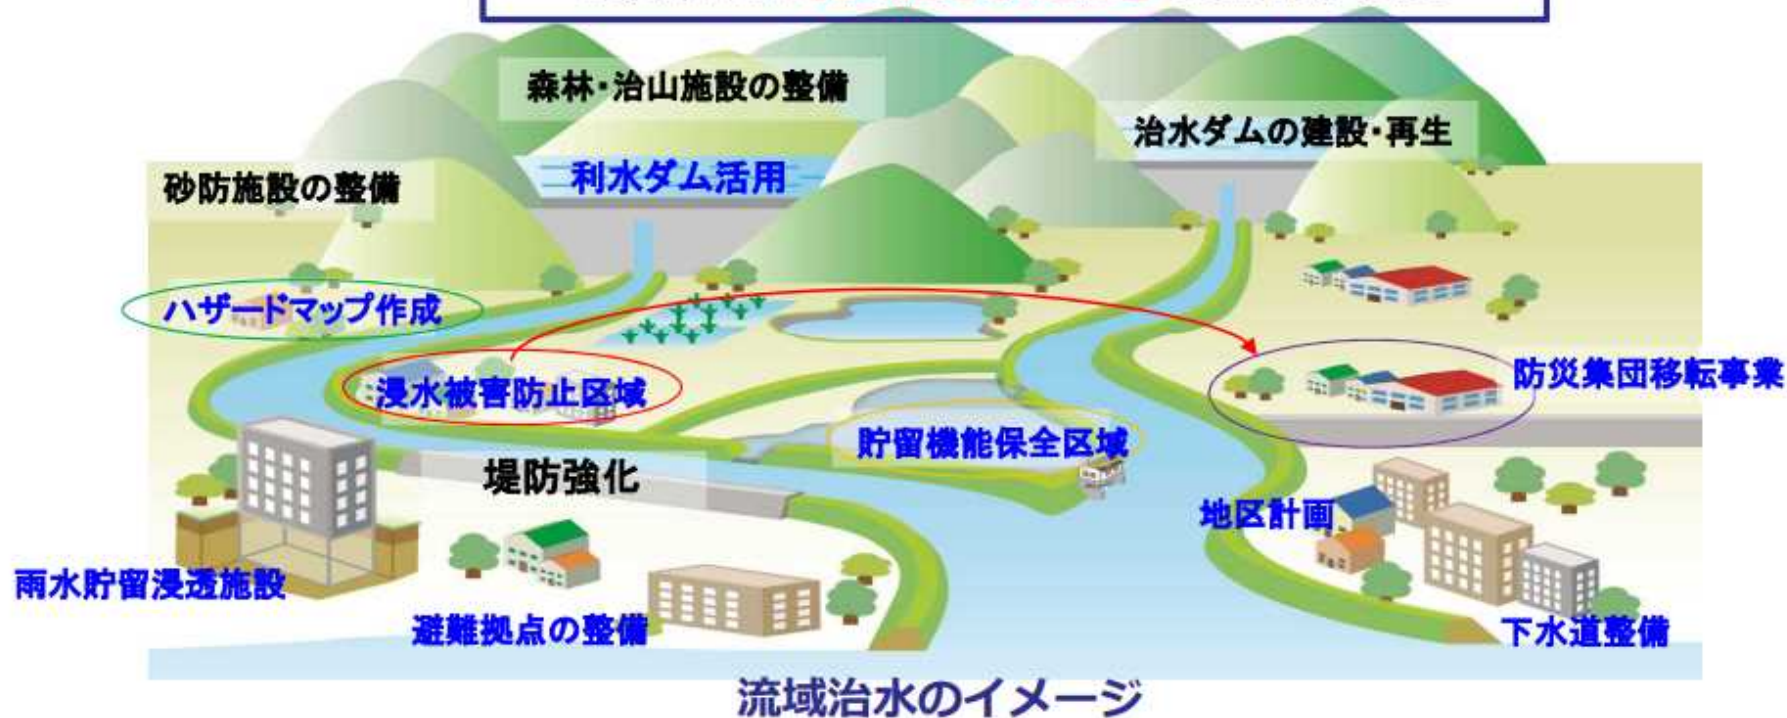 森林・治山施設の整備
治水ダムの建設・再生
利水ダム活用
砂防施設の整備
ハザードマップ作成
浸水被害防止区域
防災集団移転事業
貯留機能保全区域
堤防強化
地区計画
雨水貯留浸透施設
避難拠点の整備
下水道整備
流域治水のイメージ